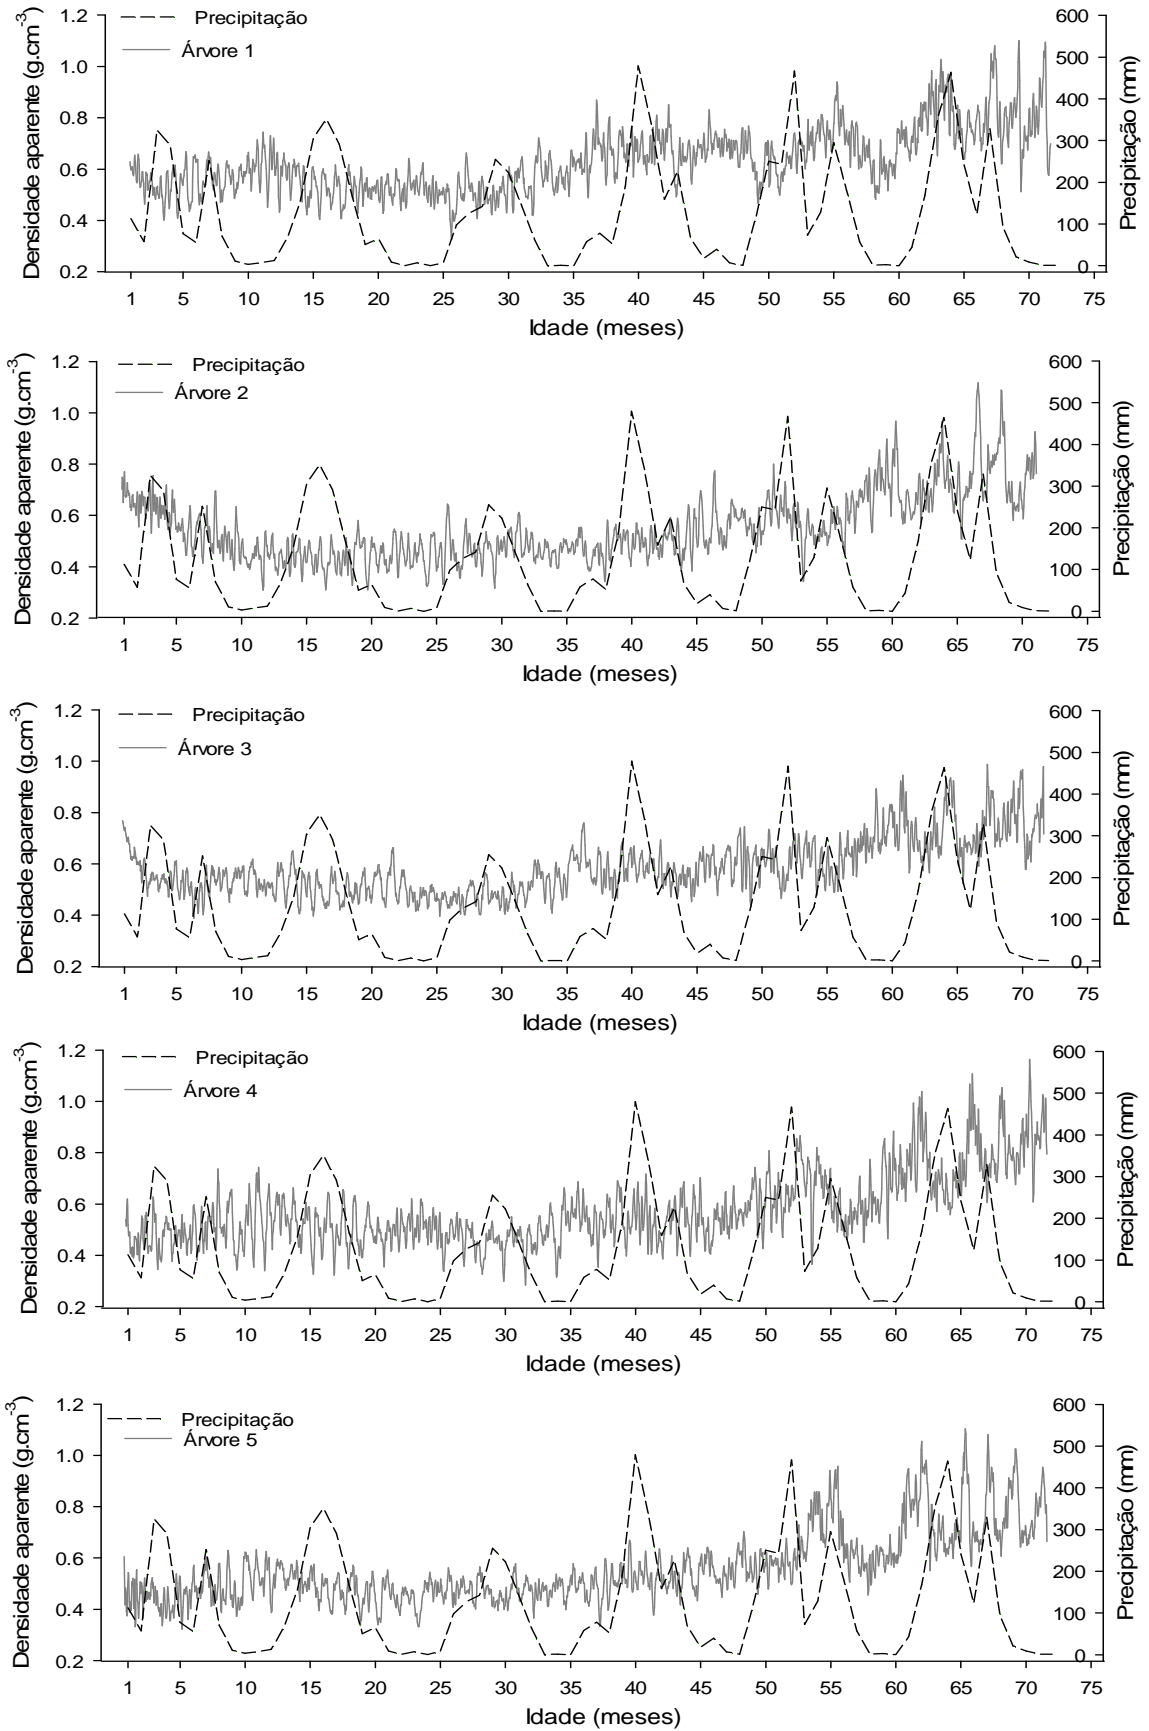 1.2 600
Precipitação
Árvore 1
1.0 500
0.8 400
300
0.6 200
0.4 100
0.2 0
Densidade aparente (g.cm-3)
Precipitação (mm)
1 5 10 15 20 25 30 35 40 45 50 55 60 65 70 75
Idade (meses)
1.2 600
Precipitação
Árvore 2
1.0 500
0.8 400
300
0.6 200
0.4 100
0.2 0
Densidade aparente (g.cm-3)
Precipitação (mm)
1 5 10 15 20 25 30 35 40 45 50 55 60 65 70 75
Idade (meses)
1.2 600
Precipitação
Árvore 3
1.0 500
0.8 400
300
0.6 200
0.4 100
0.2 0
Densidade aparente (g.cm-3)
Precipitação (mm)
1 5 10 15 20 25 30 35 40 45 50 55 60 65 70 75
Idade (meses)
1.2 600
Precipitação
Árvore 4
1.0 500
0.8 400
300
0.6 200
0.4 100
0.2 0
Densidade aparente (g.cm-3)
Precipitação (mm)
1 5 10 15 20 25 30 35 40 45 50 55 60 65 70 75
Idade (meses)
1.2 600
Precipitação
Árvore 5
1.0 500
0.8 400
300
0.6 200
0.4 100
0.2 0
Densidade aparente (g.cm-3)
Precipitação (mm)
1 5 10 15 20 25 30 35 40 45 50 55 60 65 70 75
Idade (meses)